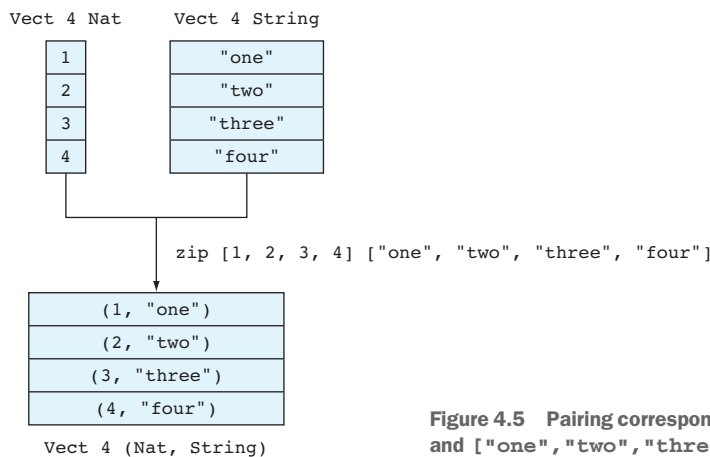 Vect 4 Nat
Vect 4 String
1
2
3
4
"one"
"two"
"three"
"four"
zip [1, 2, 3, 4] ["one", "two", "three", "four"]
(1, "one")
(2, "two")
(3, "three")
(4, "four")
Vect 4 (Nat, String)
Figure 4.5 Pairing
and ["one","two",